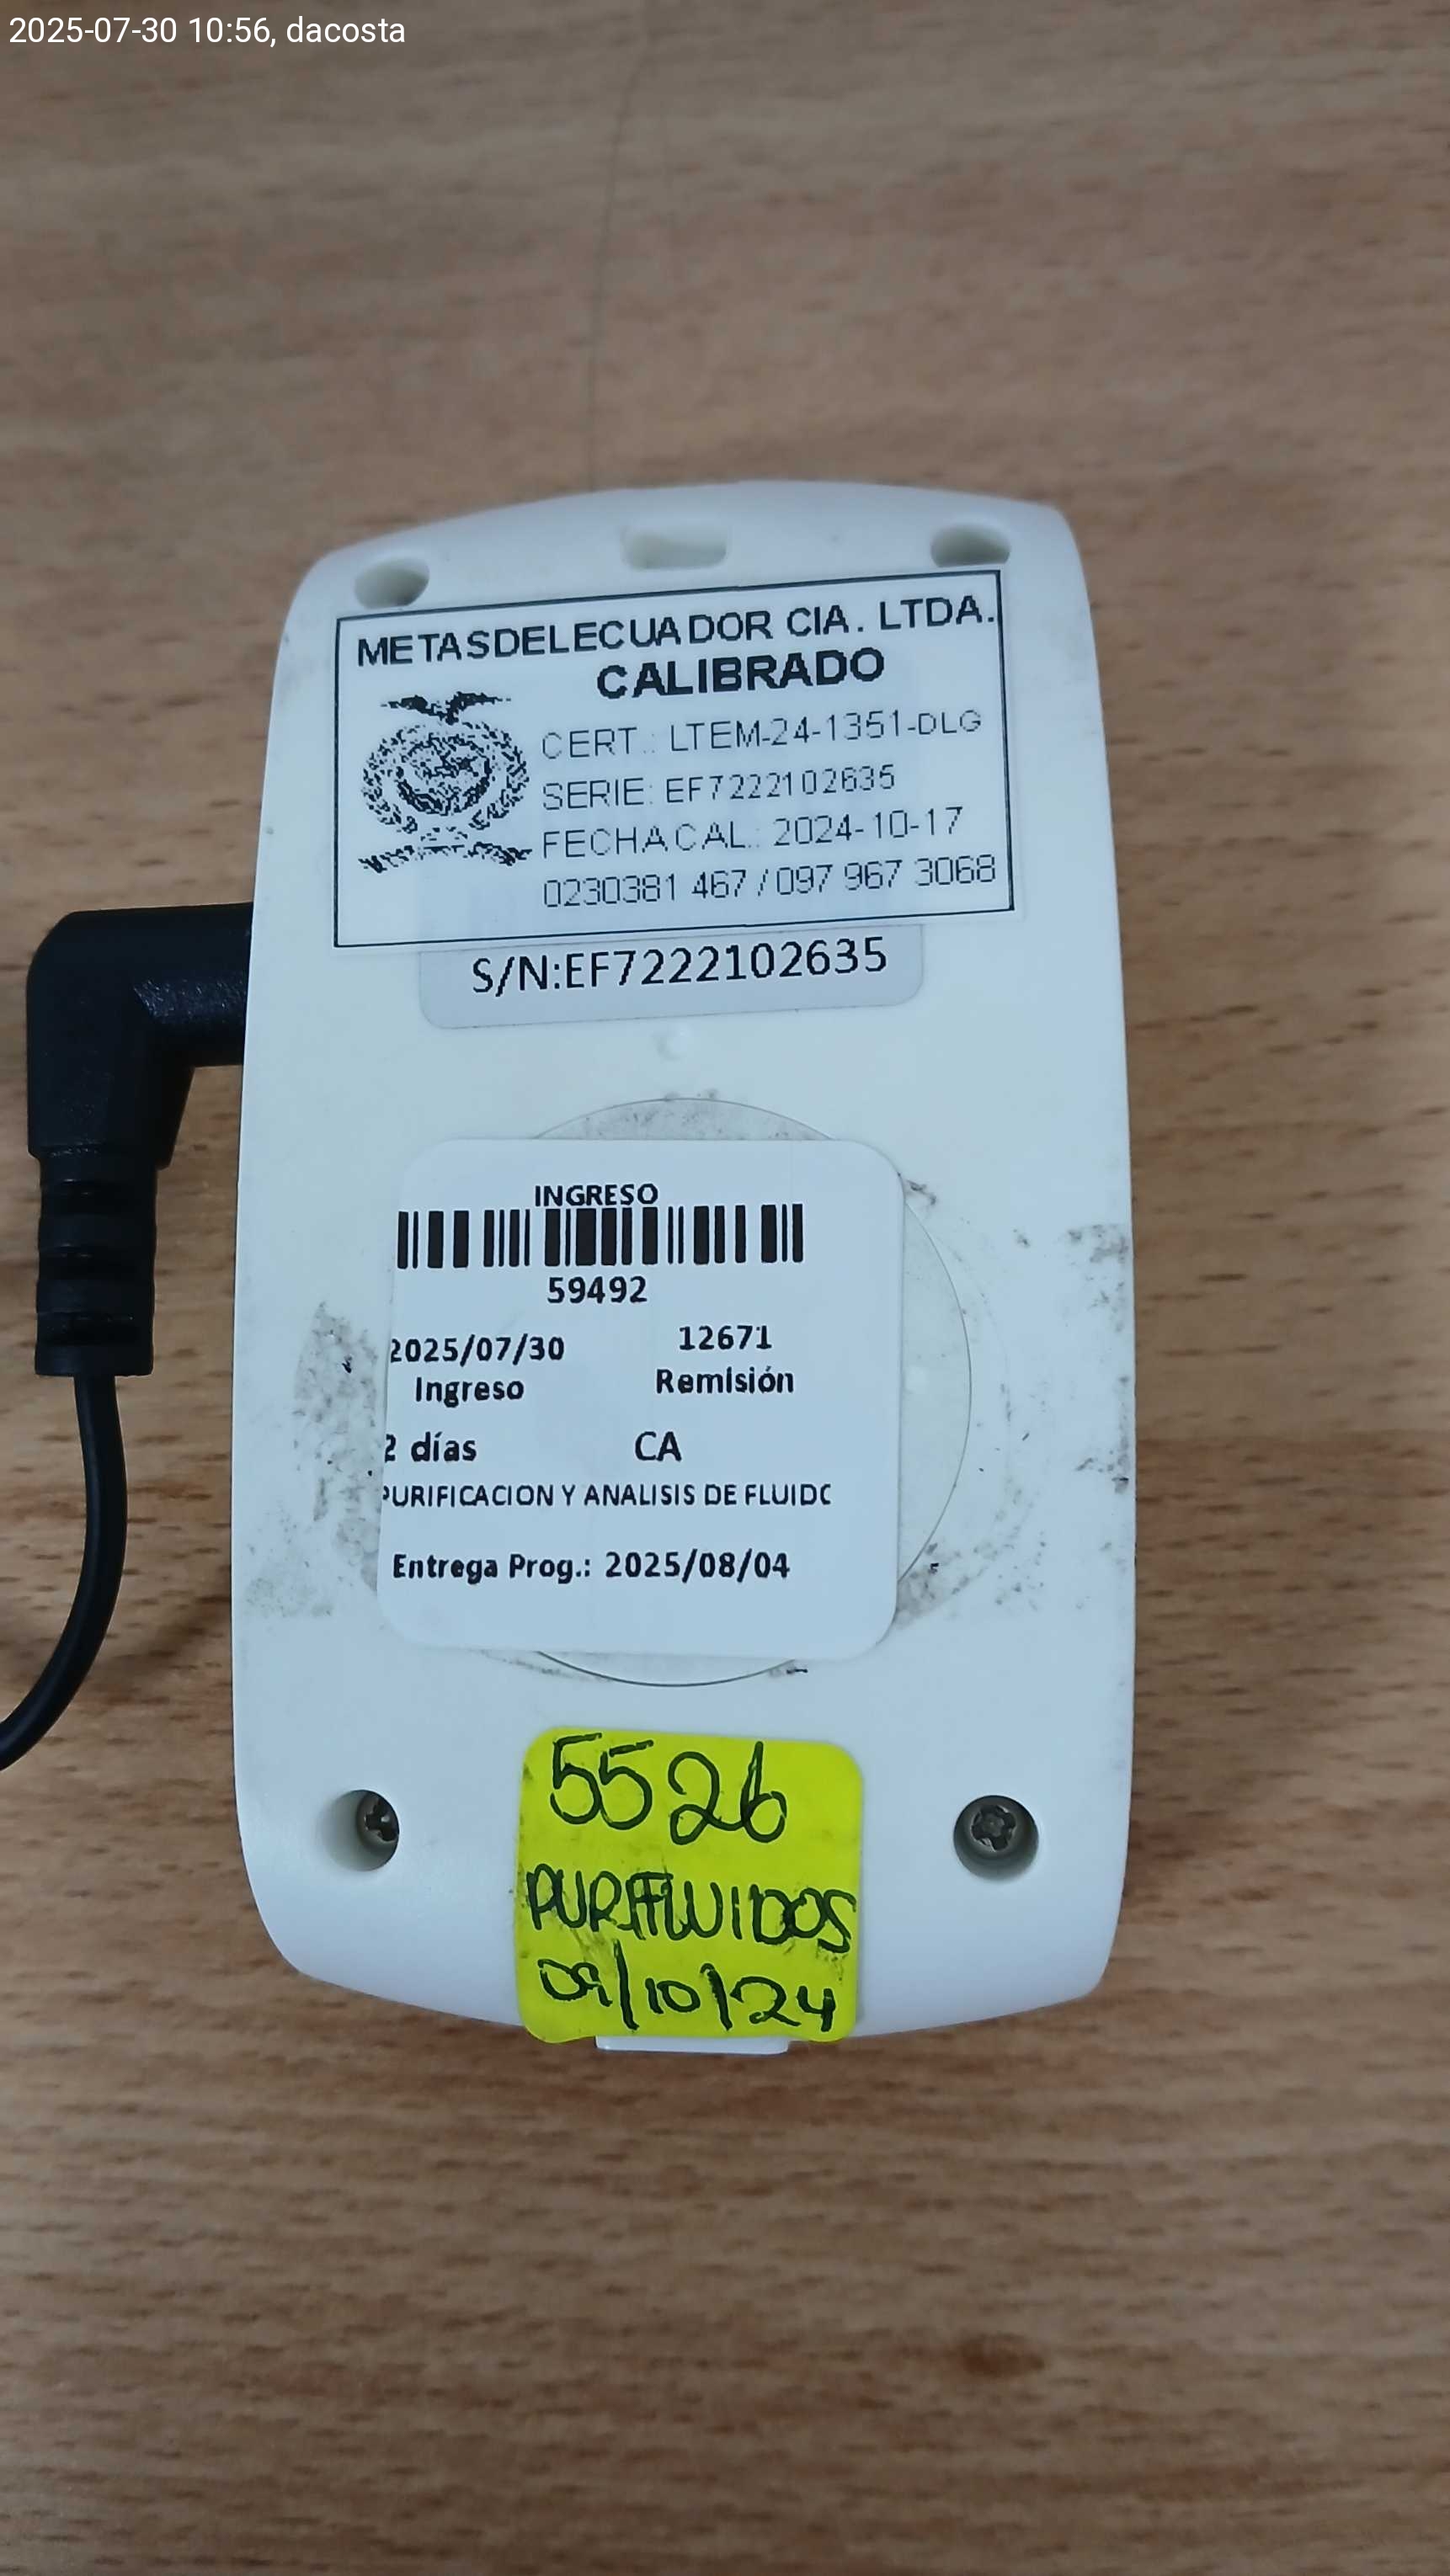 2025-07-30 10:56, dacosta
METASDELECUADOR CIA. LTDA.
CALIBRADO
CERT.: LTEM-24-1351-DLG
SERIE: EF7222102635
FECHA CAL.: 2024-10-17
0230381 467 / 097 967 3068
S/N:EF7222102635
INGRESO
59492
2025/07/30 12671
Ingreso Remisión
2 días CA
PURIFICACION Y ANALISIS DE FLUIDO
Entrega Prog.: 2025/08/04
5526
PURIFLUIDOS
09/10/24